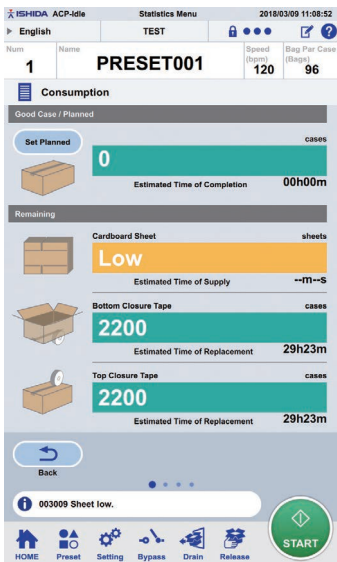 ISHIDA ACP-Idle Statistics Menu 2018/03/09 11:08:52
English TEST
Num Name Speed (bpm) Bag Par Case (Bags)
1 PRESET001 120 96
Consumption
Good Case / Planned
Set Planned cases
0
Estimated Time of Completion 00h00m
Remaining
Cardboard Sheet sheets
Low
Estimated Time of Supply --m--s
Bottom Closure Tape cases
2200
Estimated Time of Replacement 29h23m
Top Closure Tape cases
2200
Estimated Time of Replacement 29h23m
Back
003009 Sheet low.
START
HOME Preset Setting Bypass Drain Release